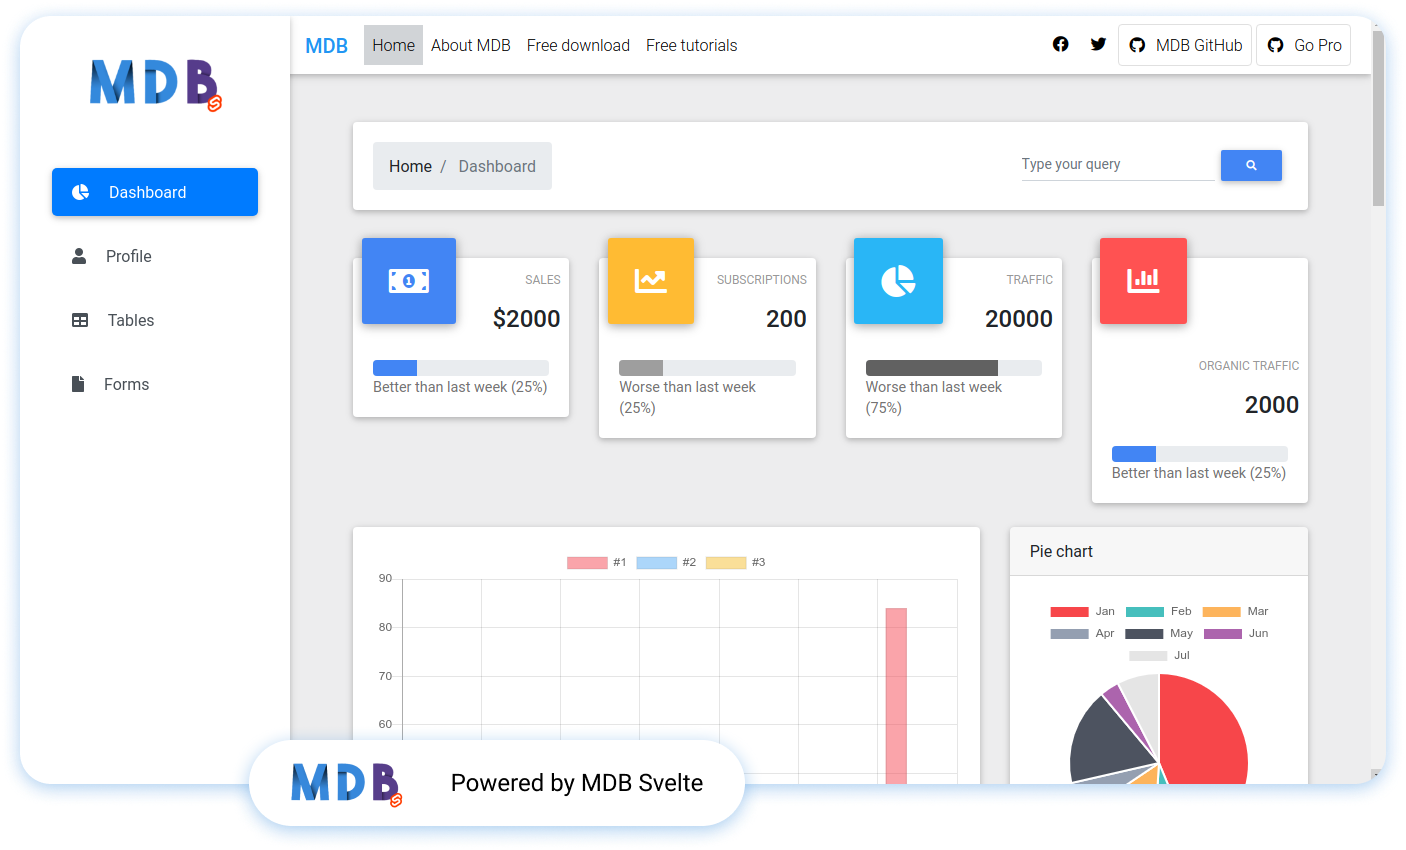 MDB
Dashboard
Profile
Tables
Forms
MDB Home About MDB Free download Free tutorials MDB GitHub Go Pro
Home / Dashboard
Type your query
SALES
$2000
Better than last week (25%)
SUBSCRIPTIONS
200
Worse than last week
(25%)
TRAFFIC
20000
Worse than last week
(75%)
ORGANIC TRAFFIC
2000
Better than last week (25%)
#1 #2 #3
90
80
70
60
Pie chart
Jan Feb Mar
Apr May Jun
Jul
MDB Powered by MDB Svelte